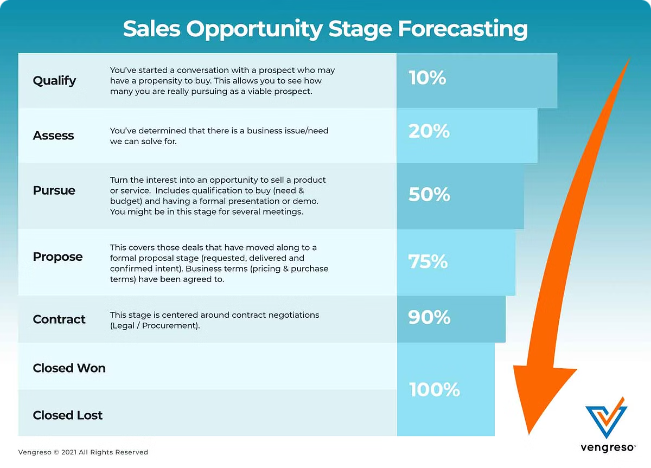 Sales Opportunity Stage Forecasting
Qualify
You've started a conversation with a prospect who may
have a propensity to buy. This allows you to see how
many you are really pursuing as a viable prospect.
10%
Assess
You've determined that there is a business issue/need
we can solve for.
20%
Pursue
Turn the interest into an opportunity to sell a product
or service. Includes qualification to buy (need &
budget) and having a formal presentation or demo.
You might be in this stage for several meetings.
50%
Propose
This covers those deals that have moved along to a
formal proposal stage (requested, delivered and
confirmed intent). Business terms (pricing & purchase
terms) have been agreed to.
75%
Contract
This stage is centered around contract negotiations
(Legal / Procurement).
90%
Closed Won
100%
Closed Lost
Vengreso © 2021 All Rights Reserved
vengreso